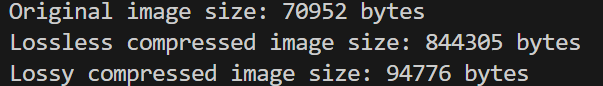 Original image size: 70952 bytes
Lossless compressed image size: 844305 bytes
Lossy compressed image size: 94776 bytes